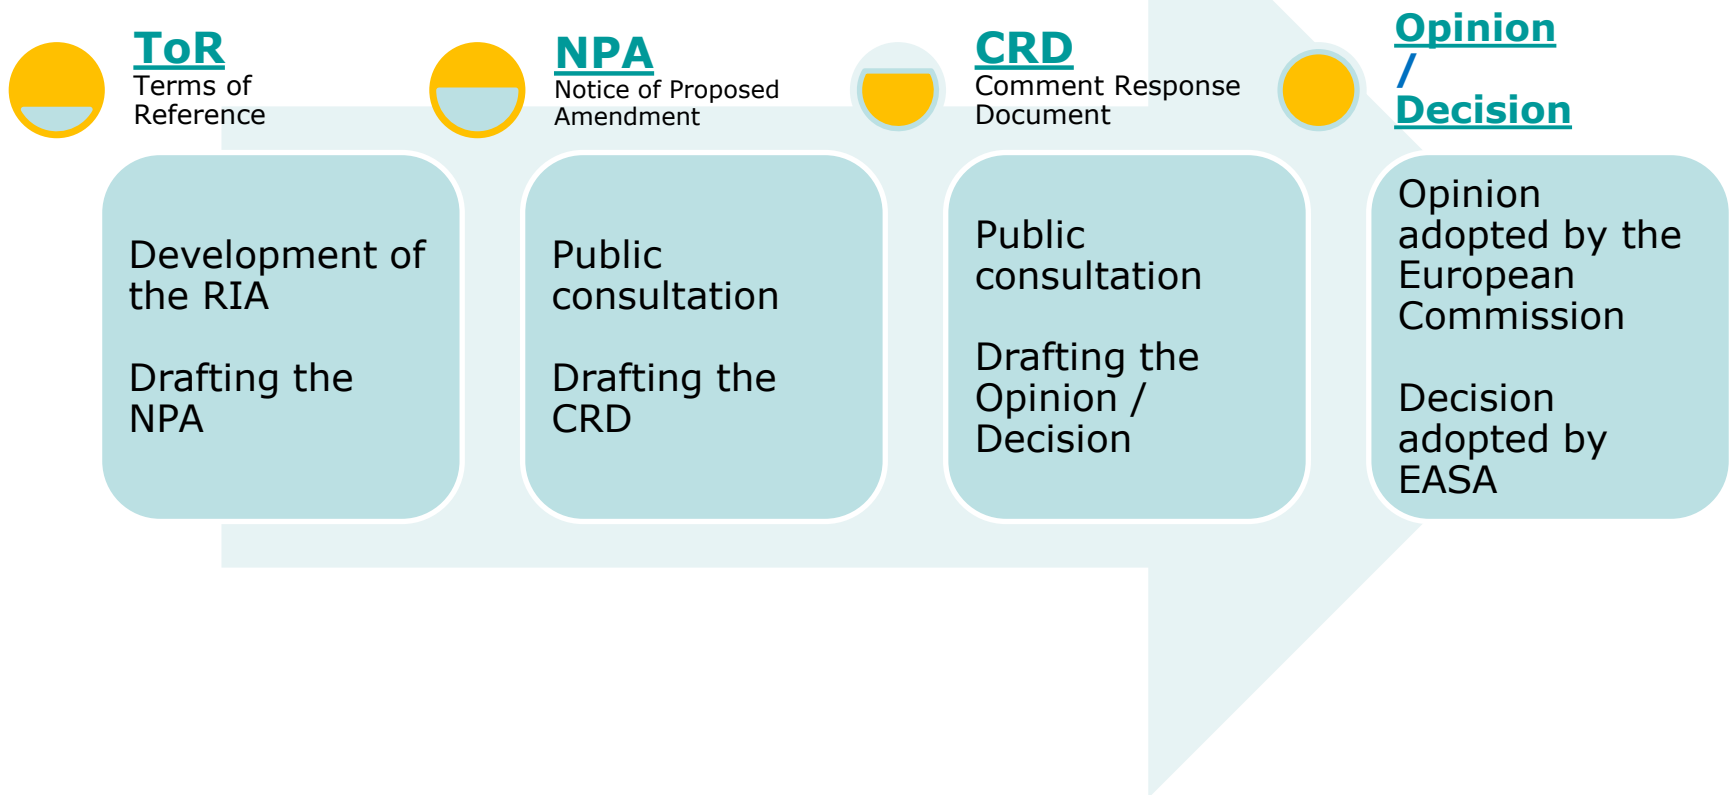 ToR
Terms of
Reference
Development of
the RIA
Drafting the
NPA
NPA
Notice of Proposed
Amendment
Public
consultation
Drafting the
CRD
CRD
Comment Response
Document
Public
consultation
Drafting the
Opinion /
Decision
Opinion
/
Decision
Opinion
adopted by the
European
Commission
Decision
adopted by
EASA